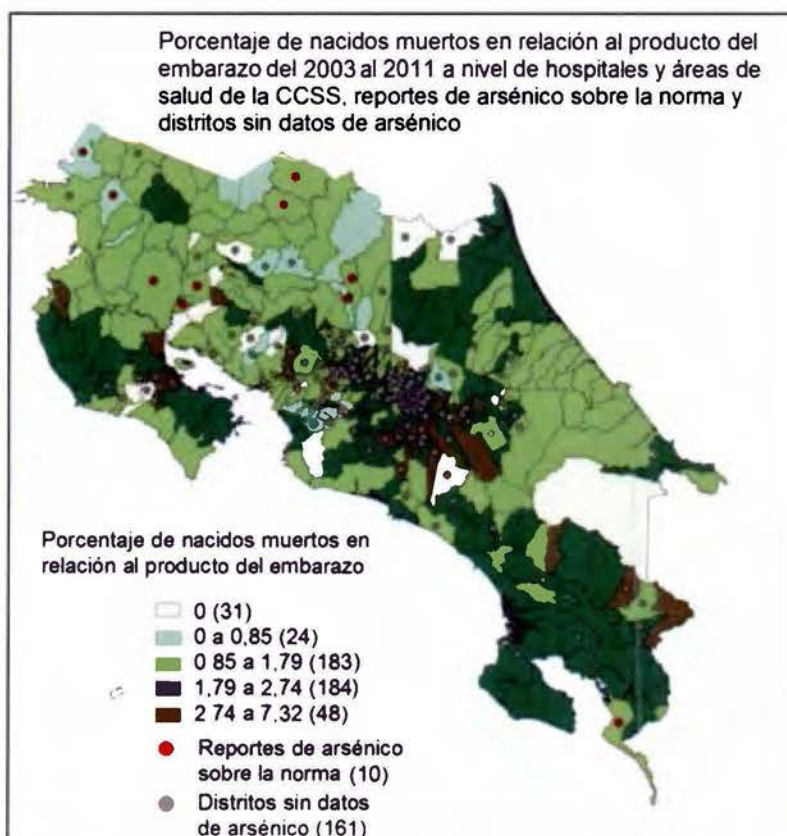 Porcentaje de nacidos muertos en relación al producto del
embarazo del 2003 al 2011 a nivel de hospitales y áreas de
salud de la CCSS, reportes de arsénico sobre la norma y
distritos sin datos de arsénico
Porcentaje de nacidos muertos en
relación al producto del embarazo
0 (31)
0 a 0,85 (24)
0 85 a 1,79 (183)
1,79 a 2,74 (184)
2 74 a 7,32 (48)
Reportes de arsénico
sobre la norma (10)
Distritos sin datos
de arsénico (161)